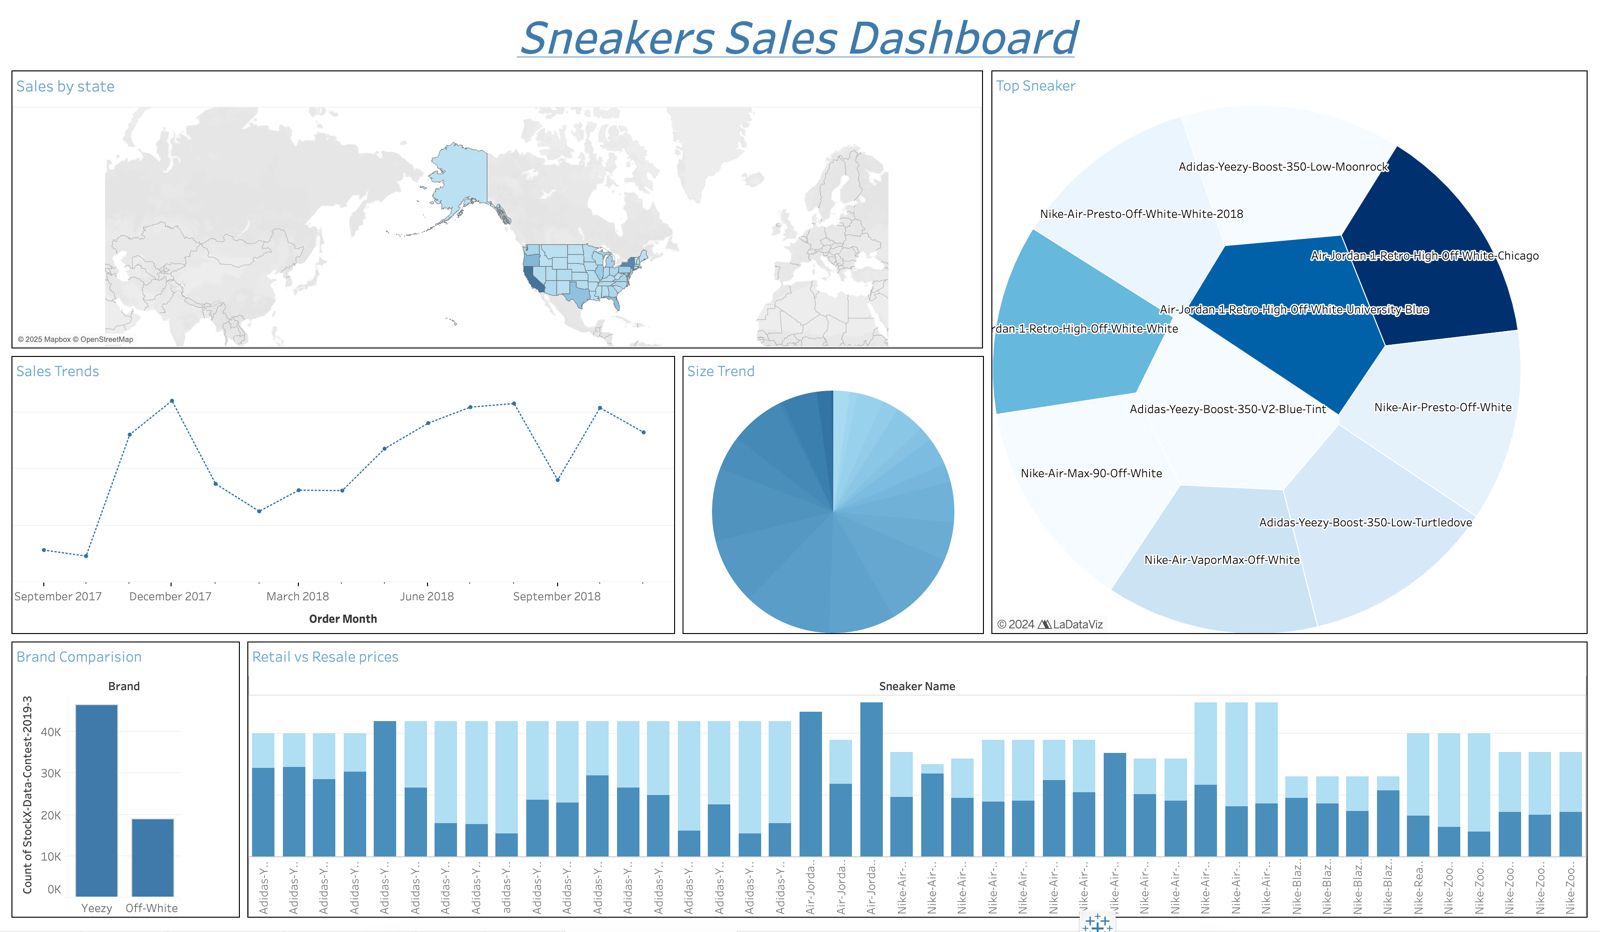 Sneakers Sales Dashboard
Sales by state
© 2025 Mapbox © OpenStreetMap
Top Sneaker
Adidas-Yeezy-Boost-350-Low-Moonrock
Nike-Air-Presto-Off-White-White-2018
Air-Jordan-1-Retro-High-Off-White-Chicago
Air-Jordan-1-Retro-High-Off-White-University-Blue
rdan-1-Retro-High-Off-White-White
Adidas-Yeezy-Boost-350-V2-Blue-Tint
Nike-Air-Presto-Off-White
Nike-Air-Max-90-Off-White
Adidas-Yeezy-Boost-350-Low-Turtledove
Nike-Air-VaporMax-Off-White
© 2024 LaDataViz
Sales Trends
September 2017
December 2017
March 2018
June 2018
September 2018
Order Month
Size Trend
Brand Comparision
Brand
Count of StockX-Data-Contest-2019-3
40K
30K
20K
10K
0K
Yeezy
Off-White
Retail vs Resale prices
Sneaker Name
Adidas-Y..
Adidas-Y..
Adidas-Y..
Adidas-Y..
Adidas-Y..
Adidas-Y..
Adidas-Y..
Adidas-Y..
adidas-Y..
Adidas-Y..
Adidas-Y..
Adidas-Y..
Adidas-Y..
Adidas-Y..
Adidas-Y..
Adidas-Y..
Adidas-Y..
Adidas-Y..
Air-Jorda..
Air-Jorda..
Air-Jorda..
Nike-Air-..
Nike-Air-..
Nike-Air-..
Nike-Air-..
Nike-Air-..
Nike-Air-..
Nike-Air-..
Nike-Air-..
Nike-Air-..
Nike-Air-..
Nike-Air-..
Nike-Air-..
Nike-Air-..
Nike-Blaz..
Nike-Blaz..
Nike-Blaz..
Nike-Blaz..
Nike-Rea..
Nike-Zoo..
Nike-Zoo..
Nike-Zoo..
Nike-Zoo..
Nike-Zoo..